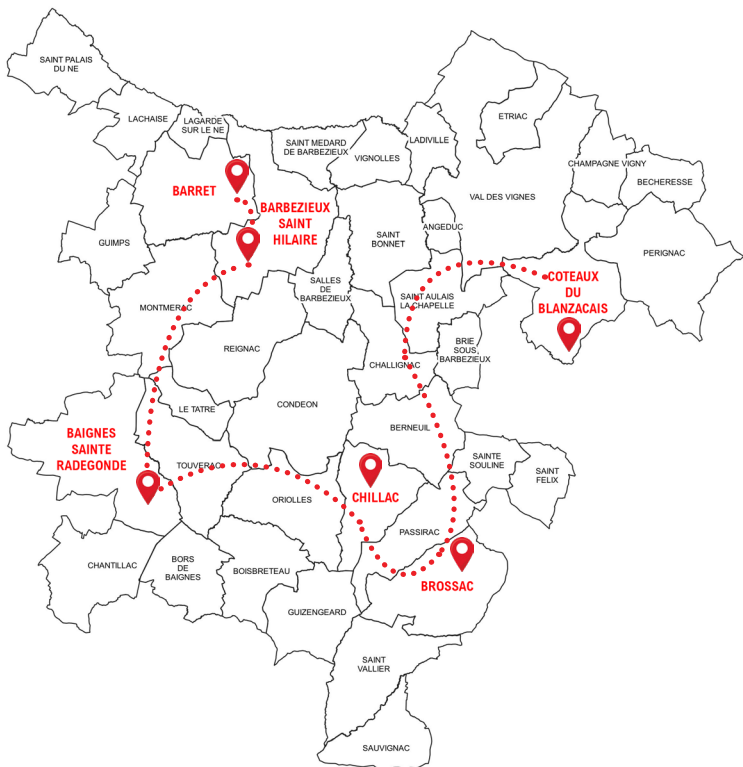 SAINT PALAIS
DU NE
LACHAISE
LAGARDE
SUR LE NE
SAINT MEDARD
DE BARBEZIEUX
VIGNOLLES
LADIVILLE
ETRIAC
CHAMPAGNE VIGNY
BECHERESSE
BARRET
BARBEZIEUX
SAINT
HILAIRE
VAL DES VIGNES
GUIMPS
SAINT
BONNET
ANGEDUC
PERIGNAC
SALLES
DE
BARBEZIEUX
SAINT AULAIS
LA CHAPELLE
COTEAUX
DU
BLANZACAIS
MONTMERAC
REIGNAC
CHALLIGNAC
BRIE
SOUS
BARBEZIEUX
LE TATRE
CONDEON
BERNEUIL
BAIGNES
SAINTE
RADEGONDE
TOUVERAC
SAINTE
SOULINE
SAINT
FELIX
ORIOLLES
CHILLAC
PASSIRAC
CHANTILLAC
BORS
DE
BAIGNES
BOISBRETEAU
BROSSAC
GUIZENGEARD
SAINT
VALLIER
SAUVIGNAC